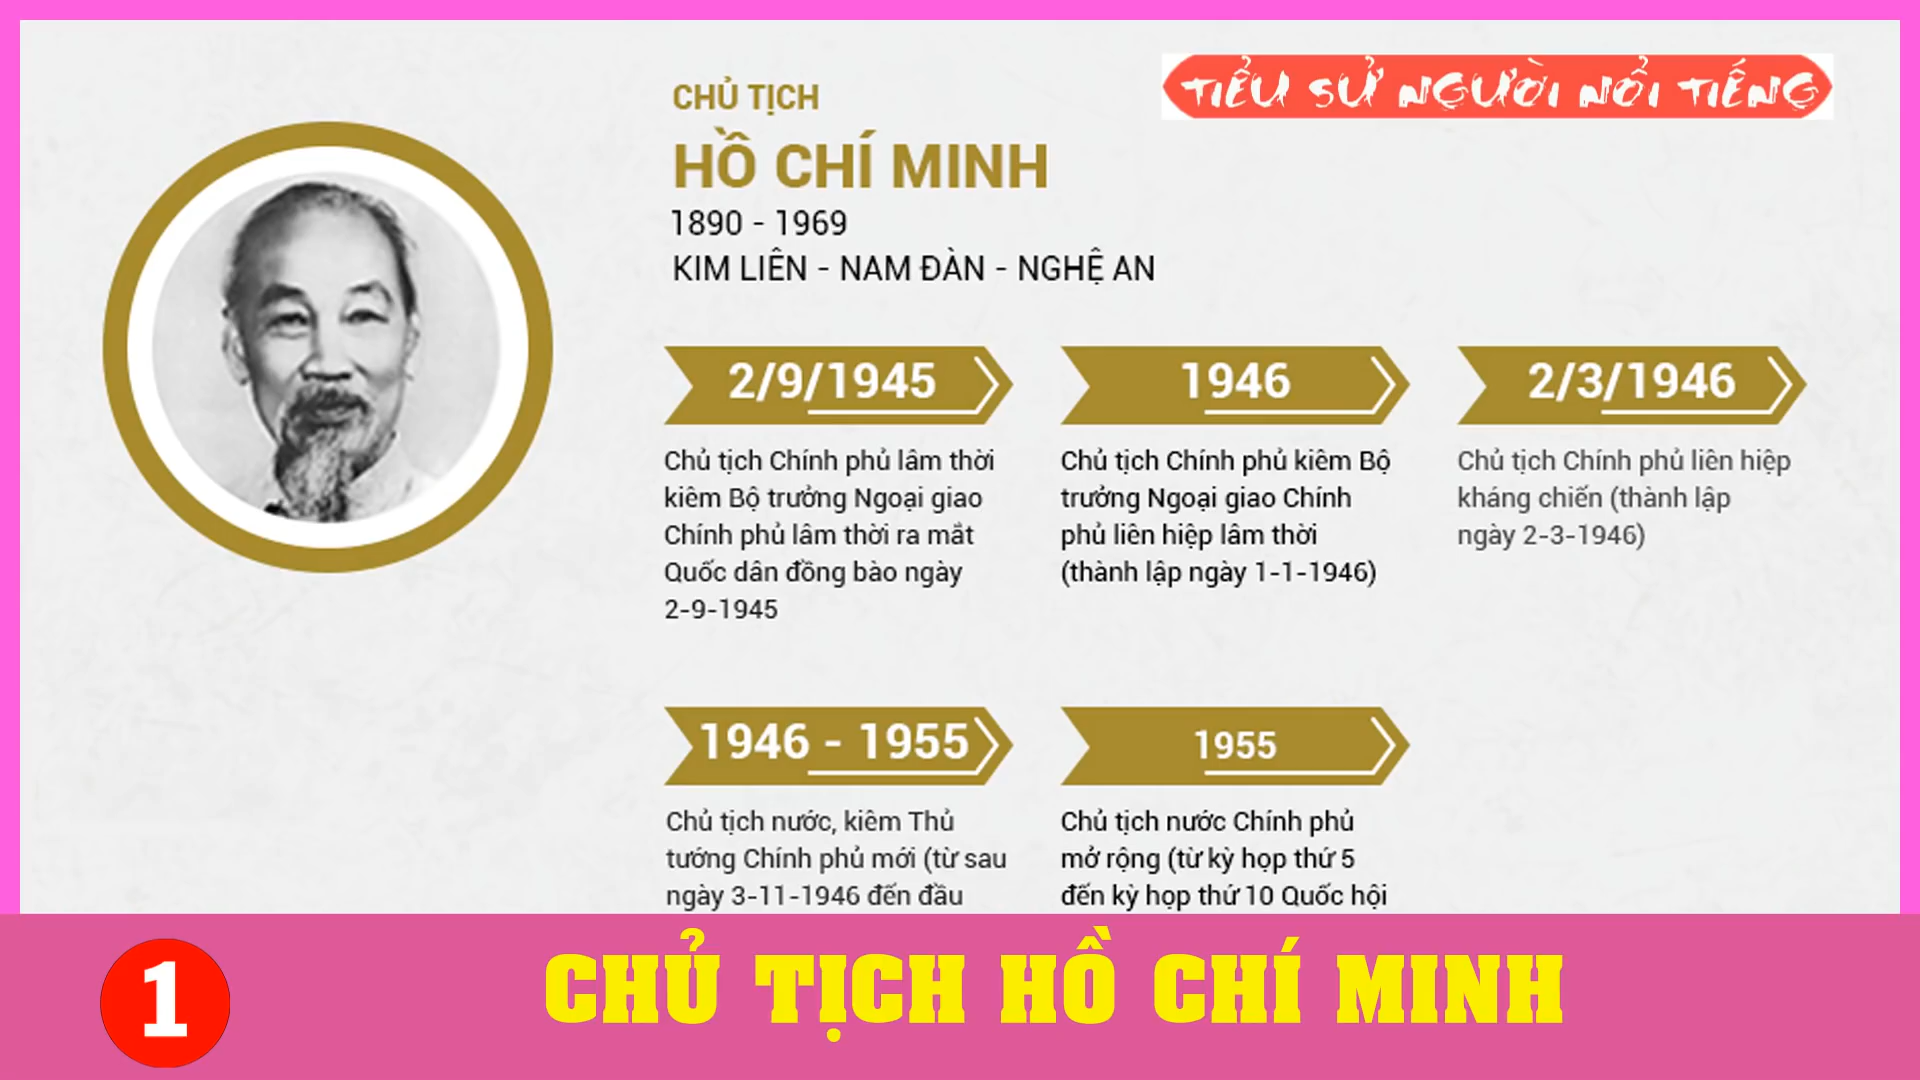 TIỂU SỬ NGƯỜI NỔI TIẾNG
CHỦ TỊCH
HỒ CHÍ MINH
1890 - 1969
KIM LIÊN - NAM ĐÀN - NGHỆ AN
2/9/1945
Chủ tịch Chính phủ lâm thời
kiêm Bộ trưởng Ngoại giao
Chính phủ lâm thời ra mắt
Quốc dân đồng bào ngày
2-9-1945
1946
Chủ tịch Chính phủ kiêm Bộ
trưởng Ngoại giao Chính
phủ liên hiệp lâm thời
(thành lập ngày 1-1-1946)
2/3/1946
Chủ tịch Chính phủ liên hiệp
kháng chiến (thành lập
ngày 2-3-1946)
1946 - 1955
Chủ tịch nước, kiêm Thủ
tướng Chính phủ mới (từ sau
ngày 3-11-1946 đến đầu
1955
Chủ tịch nước Chính phủ
mở rộng (từ kỳ họp thứ 5
đến kỳ họp thứ 10 Quốc hội
1
CHỦ TỊCH HỒ CHÍ MINH